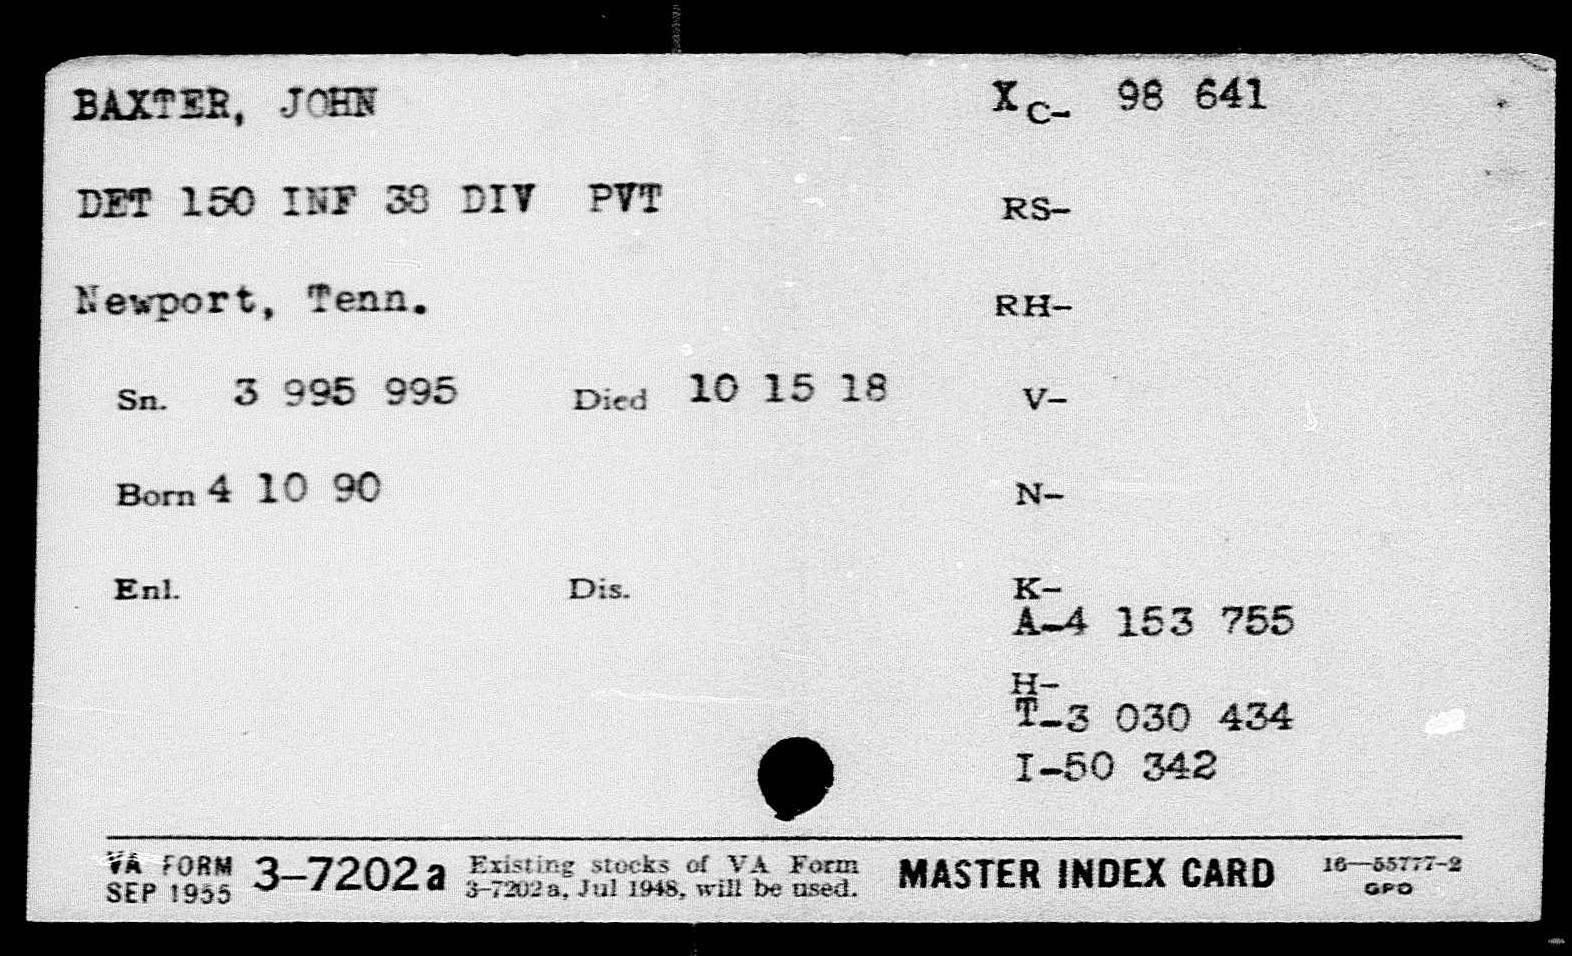 BAXTER, JOHN
XC- 98 641
DET 150 INF 38 DIV PVT
RS-
Newport, Tenn.
RH-
Sn. 3 995 995 Died 10 15 18
V-
Born 4 10 90
N-
Enl. Dis.
K-
A-4 153 755
H-
T-3 030 434
I-50 342
VA FORM
SEP 1955
3-7202a
Existing stocks of VA Form
3-7202a, Jul 1948, will be used.
MASTER INDEX CARD
16—55777-2
GPO